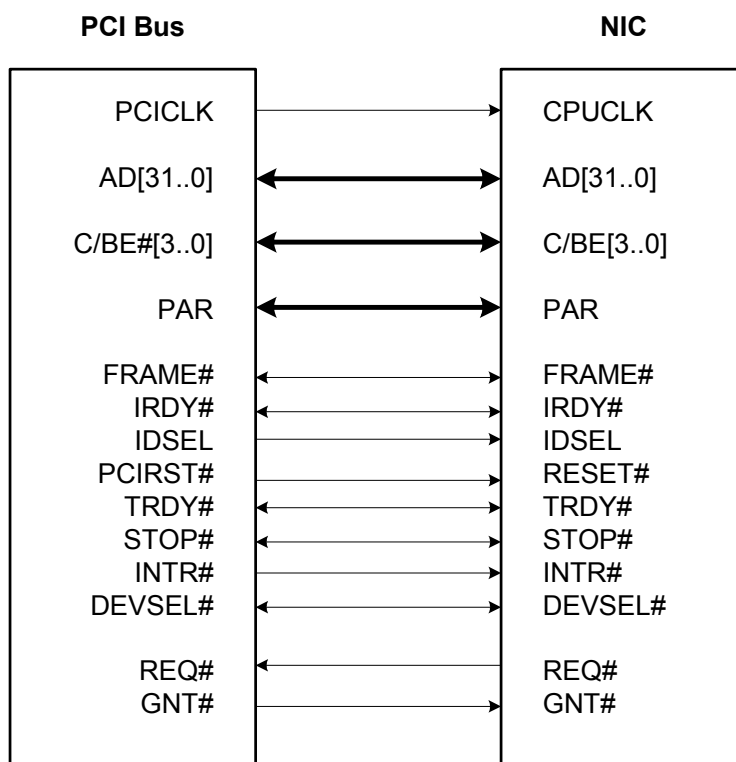 PCI Bus NIC
PCICLK CPUCLK
AD[31..0] AD[31..0]
C/BE#[3..0] C/BE[3..0]
PAR PAR
FRAME# FRAME#
IRDY# IRDY#
IDSEL IDSEL
PCIRST# RESET#
TRDY# TRDY#
STOP# STOP#
INTR# INTR#
DEVSEL# DEVSEL#
REQ# REQ#
GNT# GNT#